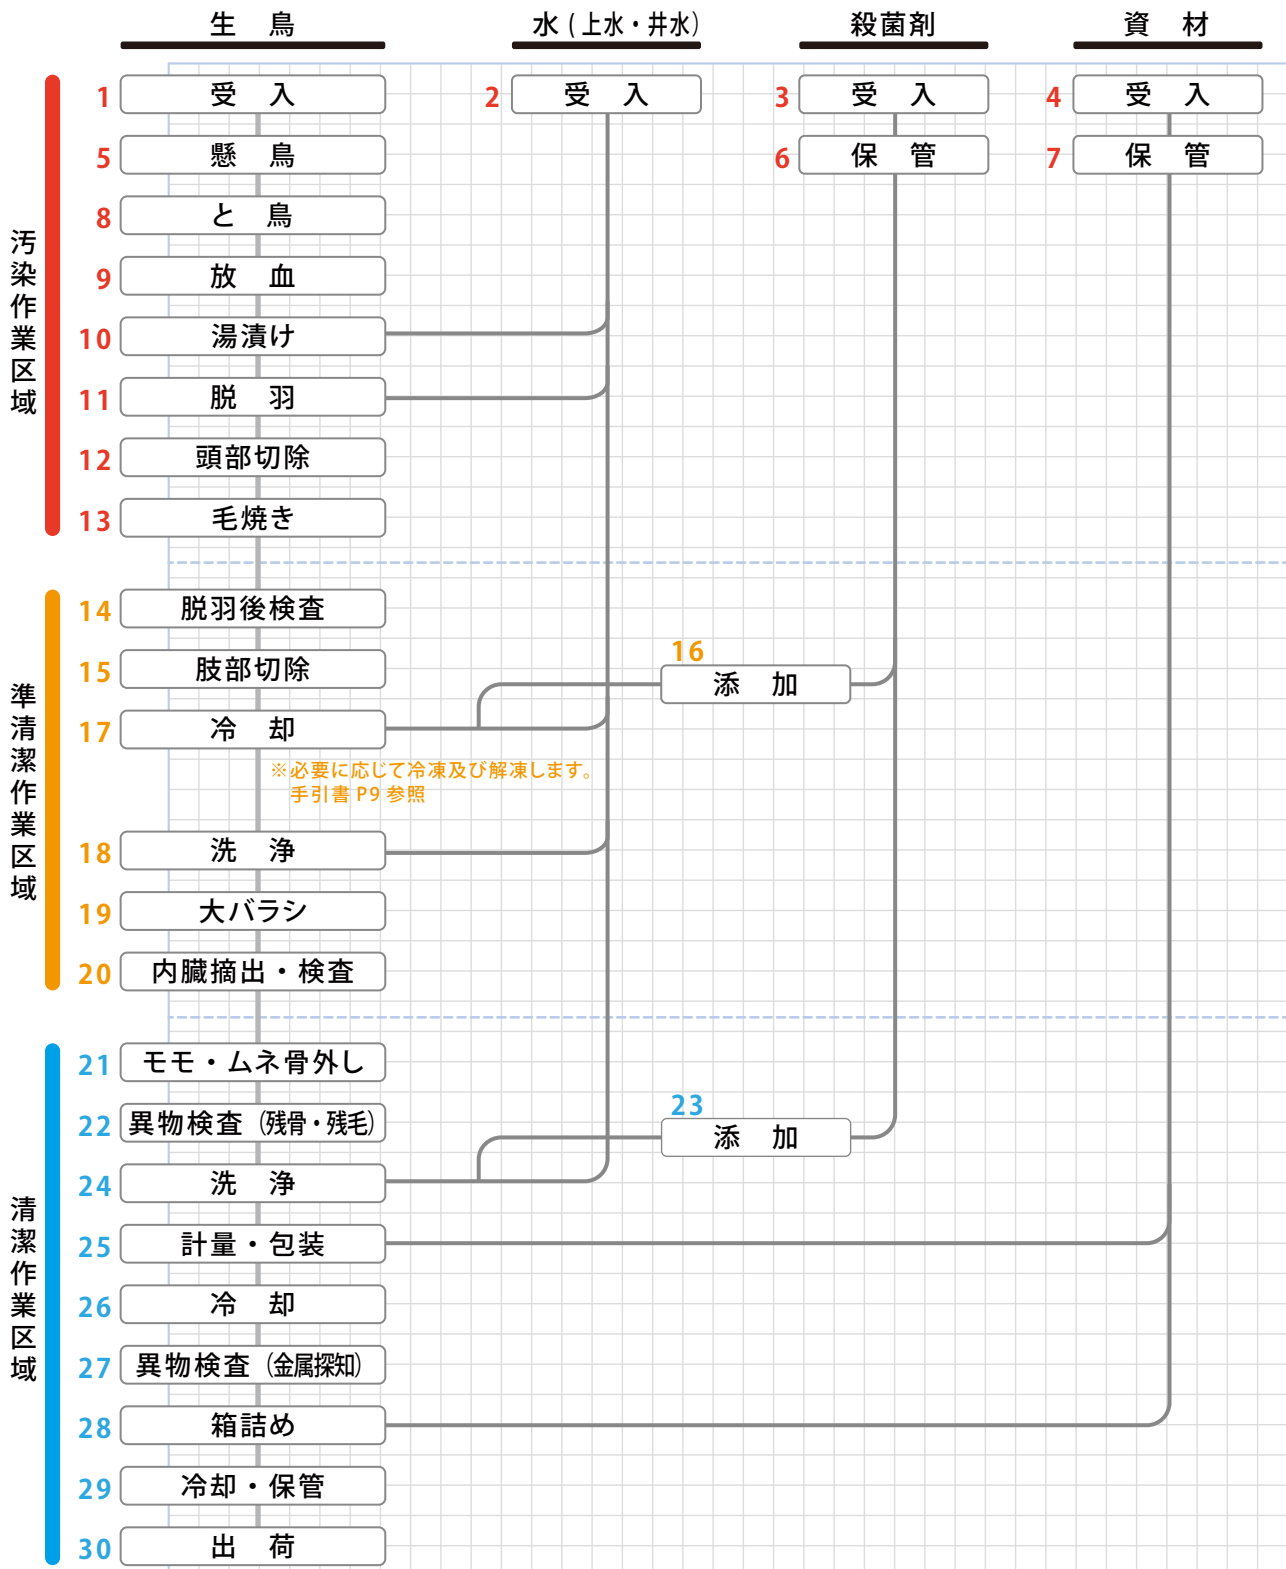 生　鳥
水 ( 上水・井水)
殺菌剤
資　材
汚染作業区域
1 受　入
2 受　入
3 受　入
4 受　入
5 懸　鳥
6 保　管
7 保　管
8 と　鳥
9 放　血
10 湯漬け
11 脱　羽
12 頭部切除
13 毛焼き
準清潔作業区域
14 脱羽後検査
15 肢部切除
16 添　加
17 冷　却
※必要に応じて冷凍及び解凍します。
手引書 P9 参照
18 洗　浄
19 大バラシ
20 内臓摘出・検査
清潔作業区域
21 モモ・ムネ骨外し
22 異物検査（残骨・残毛）
23 添　加
24 洗　浄
25 計量・包装
26 冷　却
27 異物検査（金属探知）
28 箱詰め
29 冷却・保管
30 出　荷